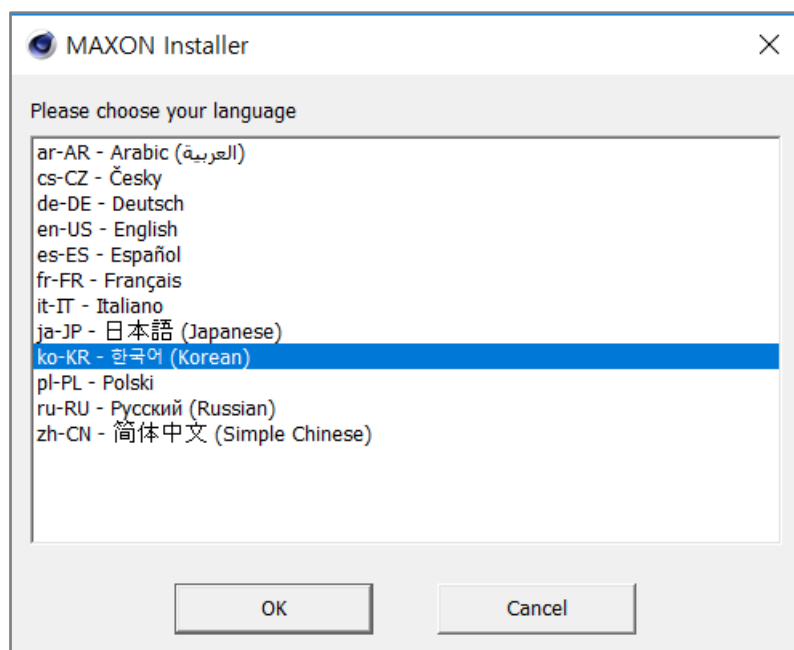 MAXON Installer
Please choose your language
ar-AR - Arabic (العربية)
cs-CZ - Česky
de-DE - Deutsch
en-US - English
es-ES - Español
fr-FR - Français
it-IT - Italiano
ja-JP - 日本語 (Japanese)
ko-KR - 한국어 (Korean)
pl-PL - Polski
ru-RU - Русский (Russian)
zh-CN - 简体中文 (Simple Chinese)
OK Cancel